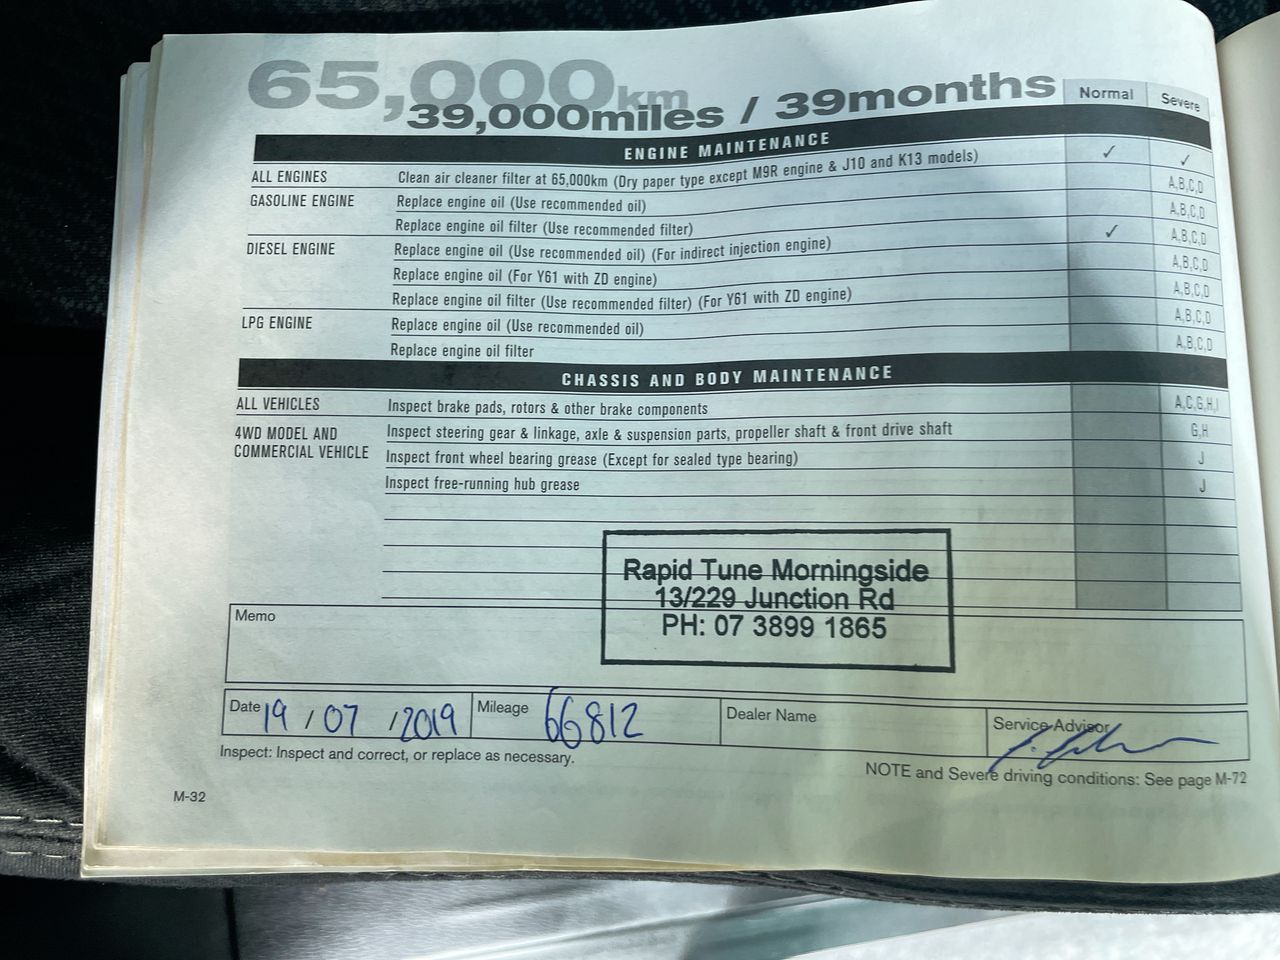 65,000km
39,000miles / 39months
Normal Severe
ENGINE MAINTENANCE
ALL ENGINES Clean air cleaner filter at 65,000km (Dry paper type except M9R engine & J10 and K13 models) ✓ ✓
GASOLINE ENGINE Replace engine oil (Use recommended oil) A,B,C,D
Replace engine oil filter (Use recommended filter) A,B,C,D
DIESEL ENGINE Replace engine oil (Use recommended oil) (For indirect injection engine) ✓ A,B,C,D
Replace engine oil (For Y61 with ZD engine) A,B,C,D
Replace engine oil filter (Use recommended filter) (For Y61 with ZD engine) A,B,C,D
LPG ENGINE Replace engine oil (Use recommended oil) A,B,C,D
Replace engine oil filter A,B,C,D
CHASSIS AND BODY MAINTENANCE
ALL VEHICLES Inspect brake pads, rotors & other brake components A,C,G,H,I
4WD MODEL AND COMMERCIAL VEHICLE Inspect steering gear & linkage, axle & suspension parts, propeller shaft & front drive shaft G,H
Inspect front wheel bearing grease (Except for sealed type bearing) J
Inspect free-running hub grease J
Rapid Tune Morningside
13/229 Junction Rd
PH: 07 3899 1865
Memo
Date 19 / 07 / 2019 Mileage 66812 Dealer Name Service Advisor
Inspect: Inspect and correct, or replace as necessary.
NOTE and Severe driving conditions: See page M-72
M-32